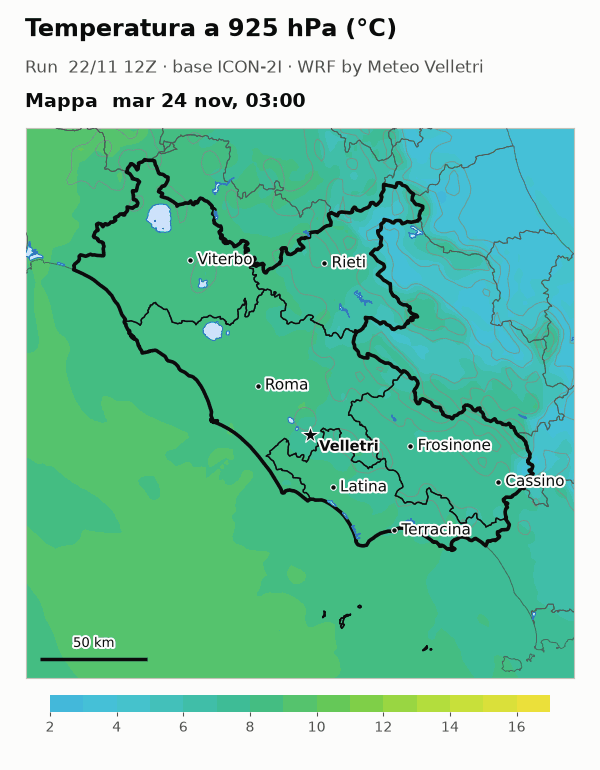 Temperatura a 925 hPa (°C)
Run  22/11 12Z · base ICON-2I · WRF by Meteo Velletri
Mappa  mar 24 nov, 03:00
Viterbo
Rieti
Roma
Velletri
Frosinone
Cassino
Latina
Terracina
50 km
2 4 6 8 10 12 14 16